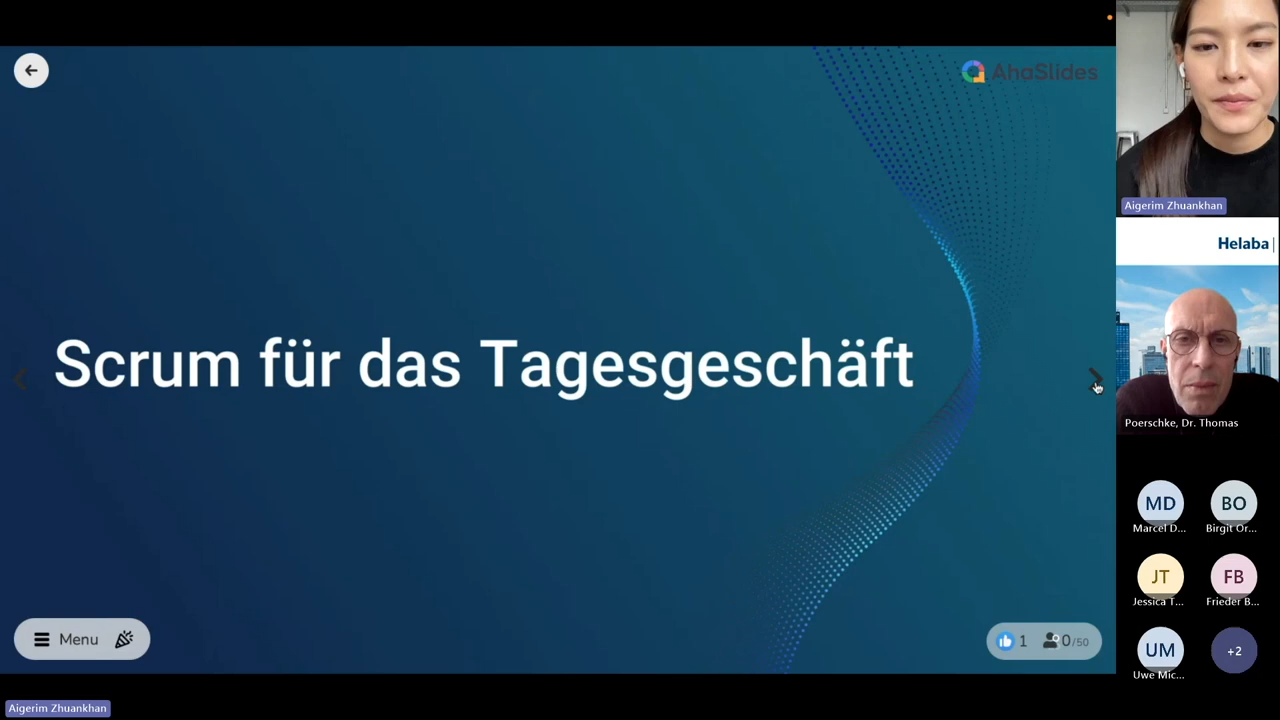 AhaSlides
Scrum für das Tagesgeschäft
Menu
1
0/50
Aigerim Zhuankhan
Aigerim Zhuankhan
Helaba
Poerschke, Dr. Thomas
MD
Marcel D...
BO
Birgit Or...
JT
Jessica T...
FB
Frieder B...
UM
Uwe Mic...
+2